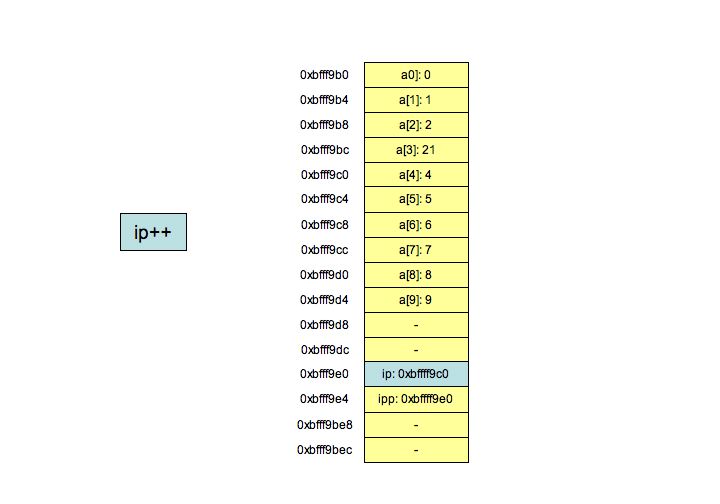 0xbfff9b0 a0]: 0
0xbfff9b4 a[1]: 1
0xbfff9b8 a[2]: 2
0xbfff9bc a[3]: 21
0xbfff9c0 a[4]: 4
0xbfff9c4 a[5]: 5
ip++
0xbfff9c8 a[6]: 6
0xbfff9cc a[7]: 7
0xbfff9d0 a[8]: 8
0xbfff9d4 a[9]: 9
0xbfff9d8 -
0xbfff9dc -
0xbfff9e0 ip: 0xbffff9c0
0xbfff9e4 ipp: 0xbffff9e0
0xbfff9be8 -
0xbfff9bec -